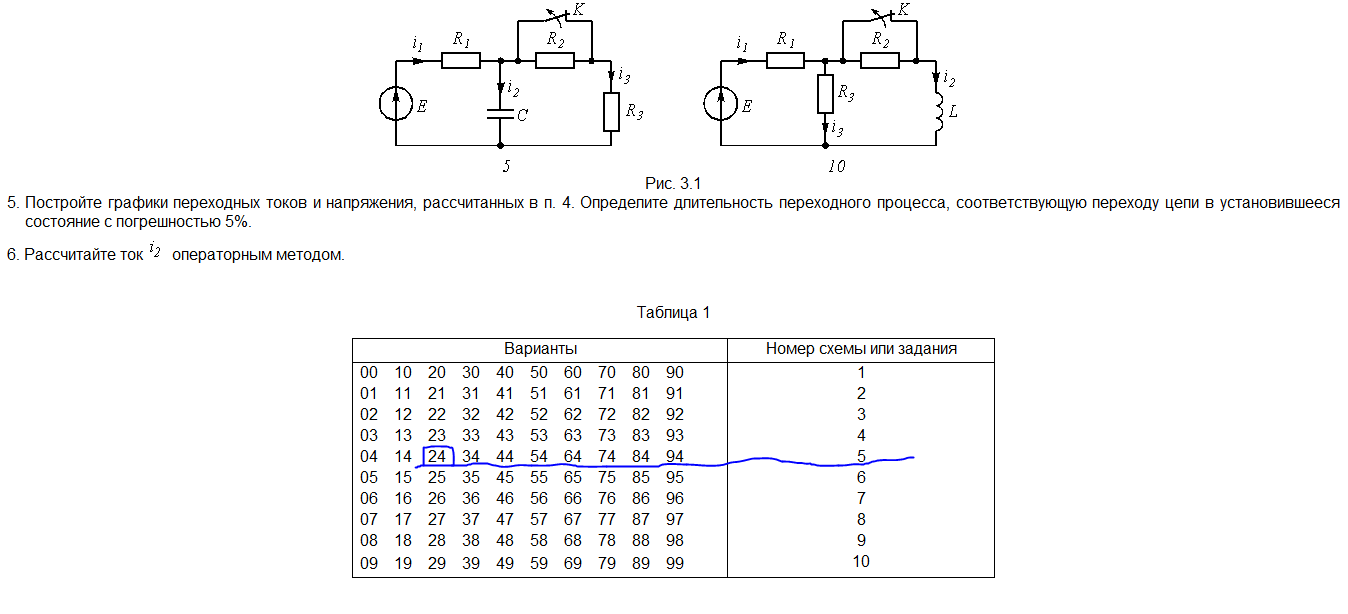 K K
i1 R1 R2 i1 R1 R2
i2 i3 R3 i2
E C R3 E i3 L
5 10
Рис. 3.1
5. Постройте графики переходных токов и напряжения, рассчитанных в п. 4. Определите длительность переходного процесса, соответствующую переходу цепи в установившееся
состояние с погрешностью 5%.
6. Рассчитайте ток i2 операторным методом.
Таблица 1
Варианты Номер схемы или задания
00 10 20 30 40 50 60 70 80 90 1
01 11 21 31 41 51 61 71 81 91 2
02 12 22 32 42 52 62 72 82 92 3
03 13 23 33 43 53 63 73 83 93 4
04 14 24 34 44 54 64 74 84 94 5
05 15 25 35 45 55 65 75 85 95 6
06 16 26 36 46 56 66 76 86 96 7
07 17 27 37 47 57 67 77 87 97 8
08 18 28 38 48 58 68 78 88 98 9
09 19 29 39 49 59 69 79 89 99 10